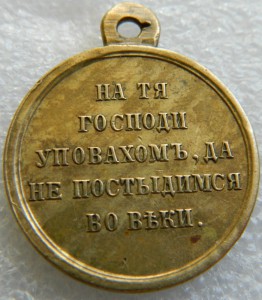 НА ТЯ
ГОСПОДИ
УПОВАХОМЪ, ДА
НЕ ПОСТЫДИМСЯ
ВО ВѢКИ.